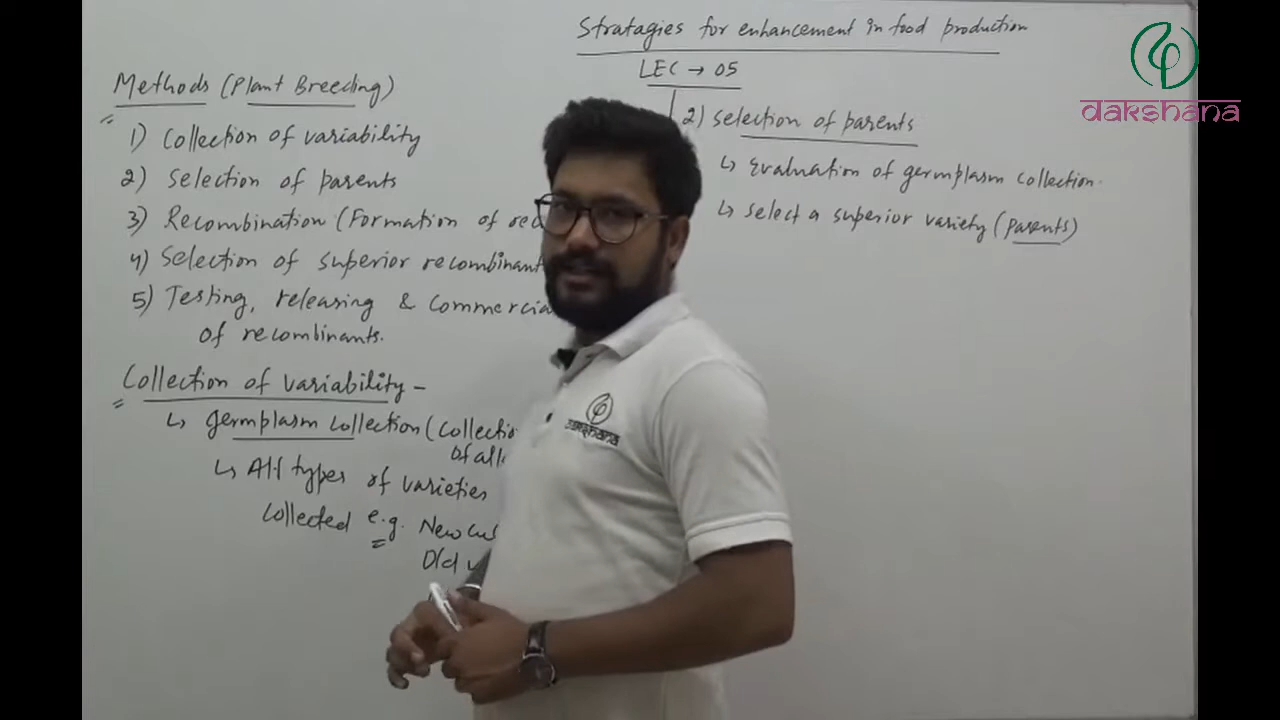 Stratagies for enhancement in food production
LEC → 05
dakshana
Methods (Plant Breeding)
1) Collection of variability
2) Selection of parents
3) Recombination (Formation of
4) Selection of superior recombinant
5) Testing, releasing & commercia
of recombinants.
Collection of variability -
↳ germplasm collection (Collectio
of all
↳ All types of varieties
Collected e.g. New
Old
2) Selection of parents
↳ Evaluation of germplasm collection.
↳ Select a superior variety (Parents)
dakshana